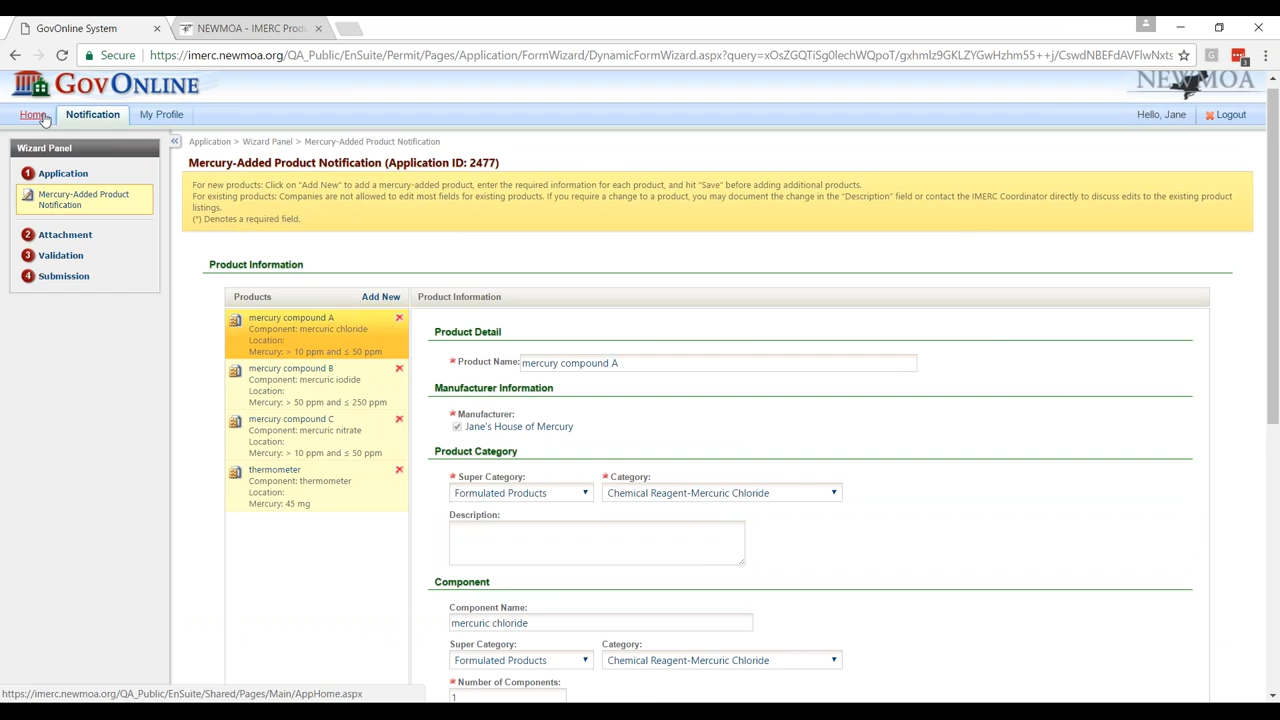 GovOnline System
NEWMOA - IMERC Produ
Secure
https://imerc.newmoa.org/QA_Public/EnSuite/Permit/Pages/Application/FormWizard/DynamicFormWizard.aspx?query=
GovOnline
NEWMOA
Home
Notification
My Profile
Hello, Jane
Logout
Wizard Panel
1 Application
Mercury-Added Product
Notification
2 Attachment
3 Validation
4 Submission
Application > Wizard Panel > Mercury-Added Product Notification
Mercury-Added Product Notification (Application ID: 2477)
For new products: Click on "Add New" to add a mercury-added product, enter the required information for each product, and hit "Save" before adding additional products.
For existing products: Companies are not allowed to edit most fields for existing products. If you require a change to a product, you may document the change in the "Description" field or contact the IMERC Coordinator directly to discuss edits to the existing product
listings.
(*) Denotes a required field.
Product Information
Products
Add New
mercury compound A
Component: mercuric chloride
Location:
Mercury: > 10 ppm and ≤ 50 ppm
mercury compound B
Component: mercuric iodide
Location:
Mercury: > 50 ppm and ≤ 250 ppm
mercury compound C
Component: mercuric nitrate
Location:
Mercury: > 10 ppm and ≤ 50 ppm
thermometer
Component: thermometer
Location:
Mercury: 45 mg
Product Information
Product Detail
* Product Name: mercury compound A
Manufacturer Information
* Manufacturer:
Jane's House of Mercury
Product Category
* Super Category: * Category:
Formulated Products Chemical Reagent-Mercuric Chloride
Description:
Component
Component Name:
mercuric chloride
Super Category: Category:
Formulated Products Chemical Reagent-Mercuric Chloride
* Number of Components:
1
https://imerc.newmoa.org/QA_Public/EnSuite/Shared/Pages/Main/AppHome.aspx